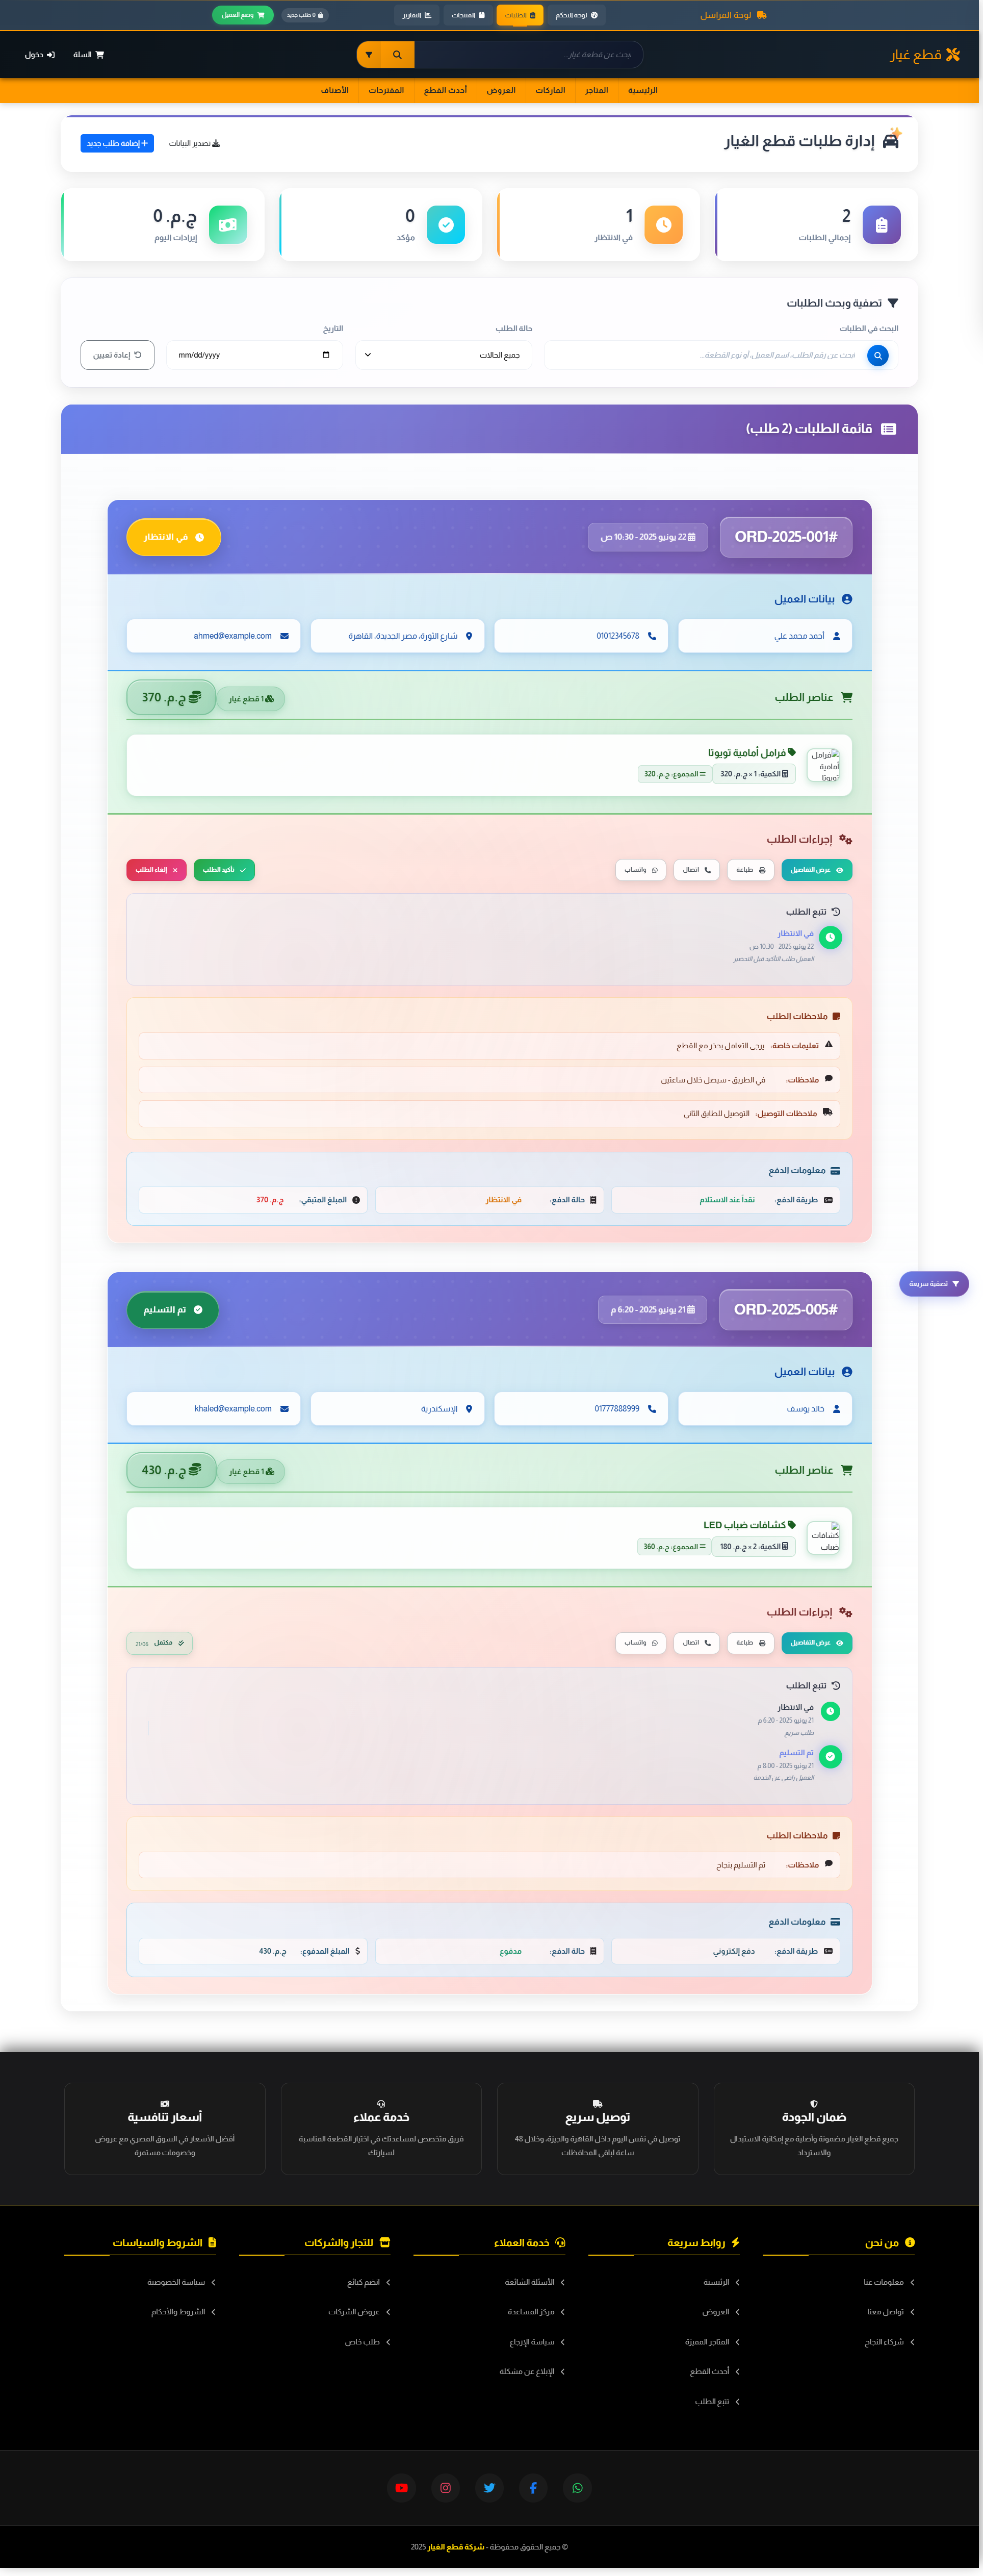 لوحة المراسل
لوحة التحكم
الطلبات
المنتجات
التقارير
0 طلب جديد
وضع العميل
قطع غيار
ابحث عن قطعة غيار...
السلة
دخول
الرئيسية
المتاجر
الماركات
العروض
أحدث القطع
المقترحات
الأصناف
إدارة طلبات قطع الغيار
تصدير البيانات
إضافة طلب جديد
2
إجمالي الطلبات
1
في الانتظار
0
مؤكد
ج.م. 0
إيرادات اليوم
تصفية وبحث الطلبات
البحث في الطلبات
ابحث عن رقم الطلب، اسم العميل، أو نوع القطعة...
حالة الطلب
جميع الحالات
التاريخ
mm/dd/yyyy
إعادة تعيين
قائمة الطلبات (2 طلب)
ORD-2025-001#
22 يونيو 2025 - 10:30 ص
في الانتظار
بيانات العميل
أحمد محمد علي
01012345678
شارع الثورة، مصر الجديدة، القاهرة
ahmed@example.com
عناصر الطلب
1 قطع غيار
ج.م. 370
فرامل أمامية تويوتا
فرامل أمامية تويوتا
الكمية: 1 × ج.م. 320
المجموع: ج.م. 320
إجراءات الطلب
عرض التفاصيل
طباعة
اتصال
واتساب
تأكيد الطلب
إلغاء الطلب
تتبع الطلب
في الانتظار
22 يونيو 2025 - 10:30 ص
العميل طلب التأكيد قبل التحضير
ملاحظات الطلب
تعليمات خاصة: يرجى التعامل بحذر مع القطع
ملاحظات: في الطريق - سيصل خلال ساعتين
ملاحظات التوصيل: التوصيل للطابق الثاني
معلومات الدفع
طريقة الدفع: نقداً عند الاستلام
حالة الدفع: في الانتظار
المبلغ المتبقي: ج.م. 370
تصفية سريعة
ORD-2025-005#
21 يونيو 2025 - 6:20 م
تم التسليم
بيانات العميل
خالد يوسف
01777888999
الإسكندرية
khaled@example.com
عناصر الطلب
1 قطع غيار
ج.م. 430
كشافات ضباب
كشافات ضباب LED
الكمية: 2 × ج.م. 180
المجموع: ج.م. 360
إجراءات الطلب
عرض التفاصيل
طباعة
اتصال
واتساب
مكتمل
تتبع الطلب
في الانتظار
21 يونيو 2025 - 6:20 م
طلب سريع
تم التسليم
21 يونيو 2025 - 8:00 م
العميل راضي عن الخدمة
ملاحظات الطلب
ملاحظات: تم التسليم بنجاح
معلومات الدفع
طريقة الدفع: دفع إلكتروني
حالة الدفع: مدفوع
المبلغ المدفوع: ج.م. 430
ضمان الجودة
جميع قطع الغيار مضمونة وأصلية مع إمكانية الاستبدال
والاسترداد
توصيل سريع
توصيل في نفس اليوم داخل القاهرة والجيزة، وخلال 48
ساعة لباقي المحافظات
خدمة عملاء
فريق متخصص لمساعدتك في اختيار القطعة المناسبة
لسيارتك
أسعار تنافسية
أفضل الأسعار في السوق المصري مع عروض
وخصومات مستمرة
من نحن
معلومات عنا
تواصل معنا
شركاء النجاح
روابط سريعة
الرئيسية
العروض
المتاجر المميزة
أحدث القطع
تتبع الطلب
خدمة العملاء
الأسئلة الشائعة
مركز المساعدة
سياسة الإرجاع
الإبلاغ عن مشكلة
للتجار والشركات
انضم كبائع
عروض الشركات
طلب خاص
الشروط والسياسات
سياسة الخصوصية
الشروط والأحكام
© جميع الحقوق محفوظة - شركة قطع الغيار 2025